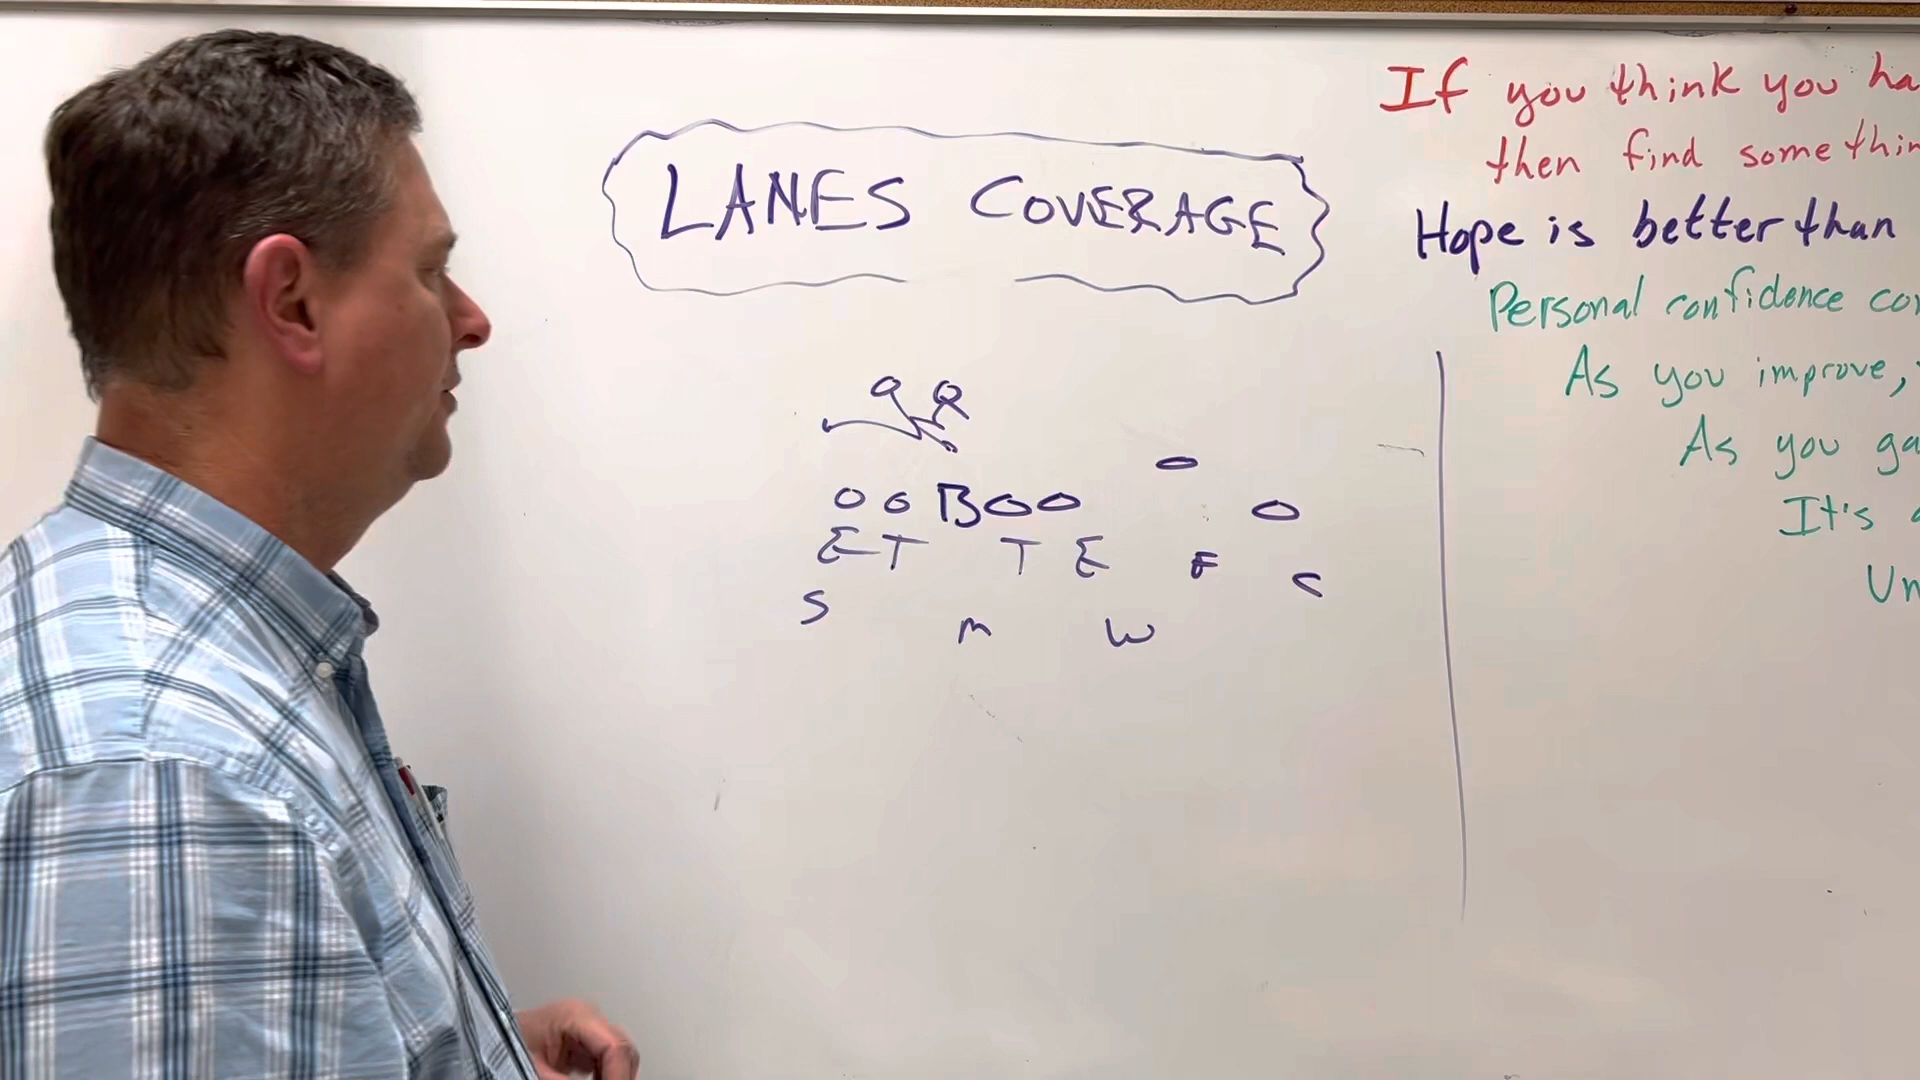 LANES COVERAGE
If you think you ha
then find somethin
Hope is better than
Personal confidence co
As you improve,
As you ga
It's
Un
O O B O O O O
E T T E F C
S M W